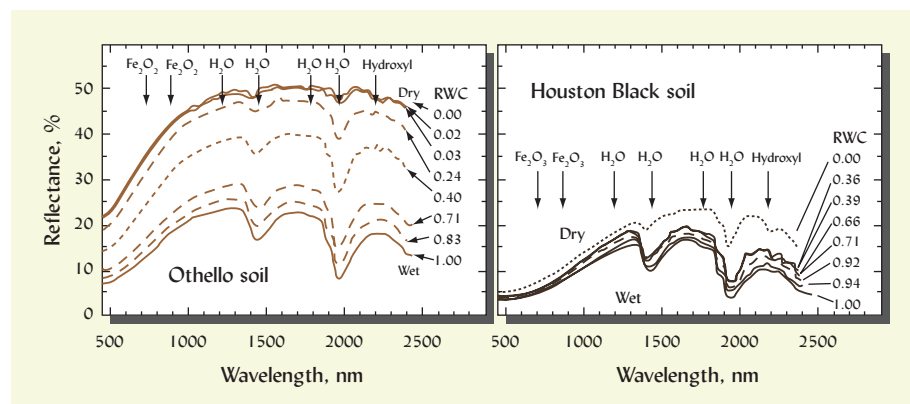 Fe₂O₂ Fe₂O₂ H₂O H₂O H₂O H₂O Hydroxyl
Dry
RWC
0.00
0.02
0.03
0.24
0.40
0.71
0.83
1.00
Wet
Othello soil
Reflectance, %
50
40
30
20
10
0
500 1000 1500 2000 2500
Wavelength, nm
Houston Black soil
Fe₂O₃ Fe₂O₃ H₂O H₂O H₂O H₂O Hydroxyl
RWC
0.00
0.36
0.39
0.66
0.71
0.92
0.94
1.00
Dry
Wet
500 1000 1500 2000 2500
Wavelength, nm